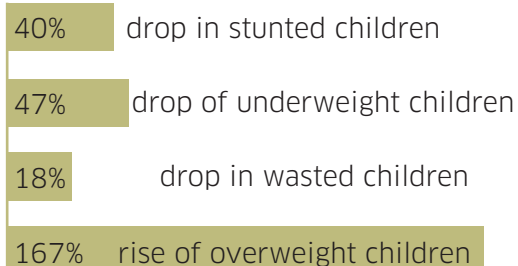 40% drop in stunted children
47% drop of underweight children
18% drop in wasted children
167% rise of overweight children